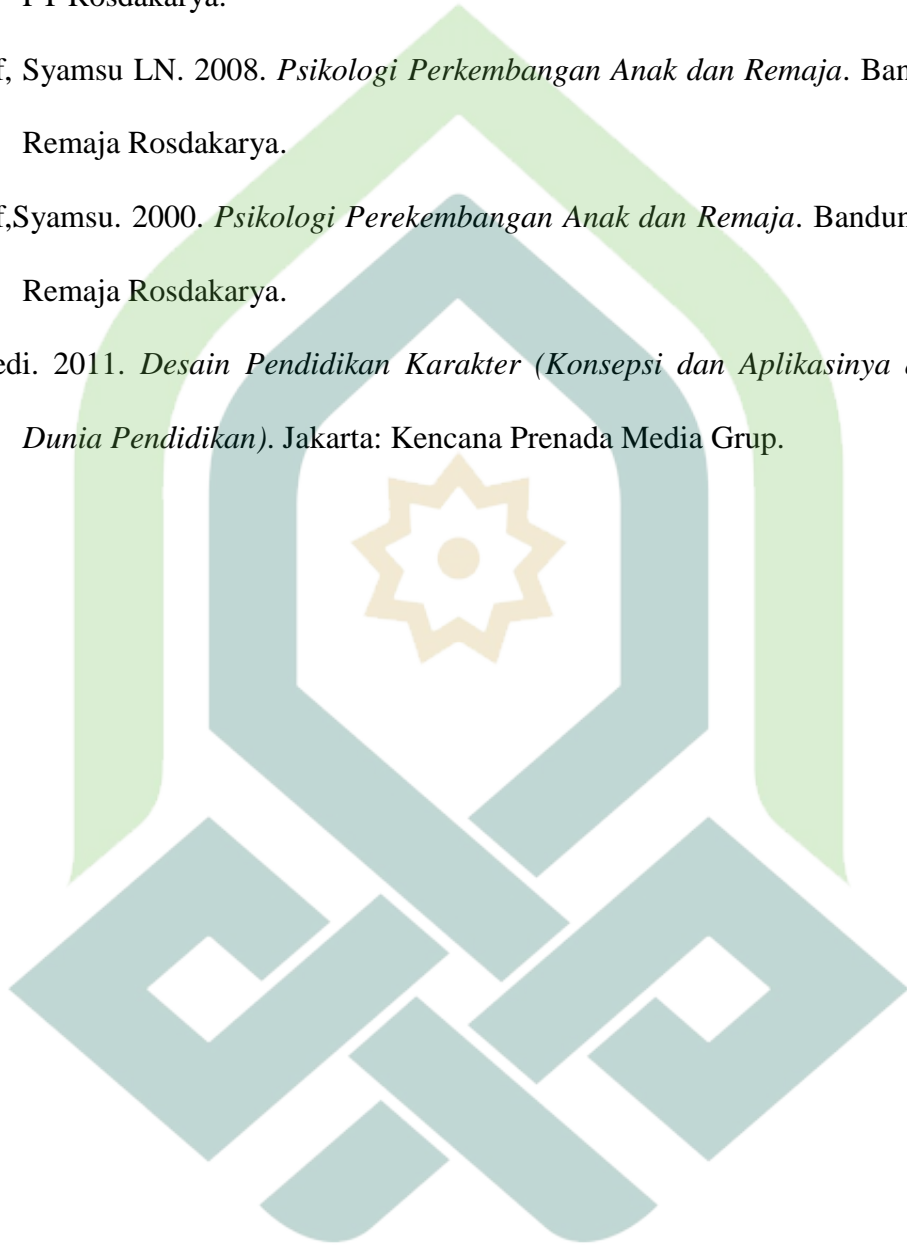 PT Rosdakarya.
f, Syamsu LN. 2008. Psikologi Perkembangan Anak dan Remaja. Ban
Remaja Rosdakarya.
f,Syamsu. 2000. Psikologi Perekembangan Anak dan Remaja. Bandun
Remaja Rosdakarya.
edi. 2011. Desain Pendidikan Karakter (Konsepsi dan Aplikasinya
Dunia Pendidikan). Jakarta: Kencana Prenada Media Grup.